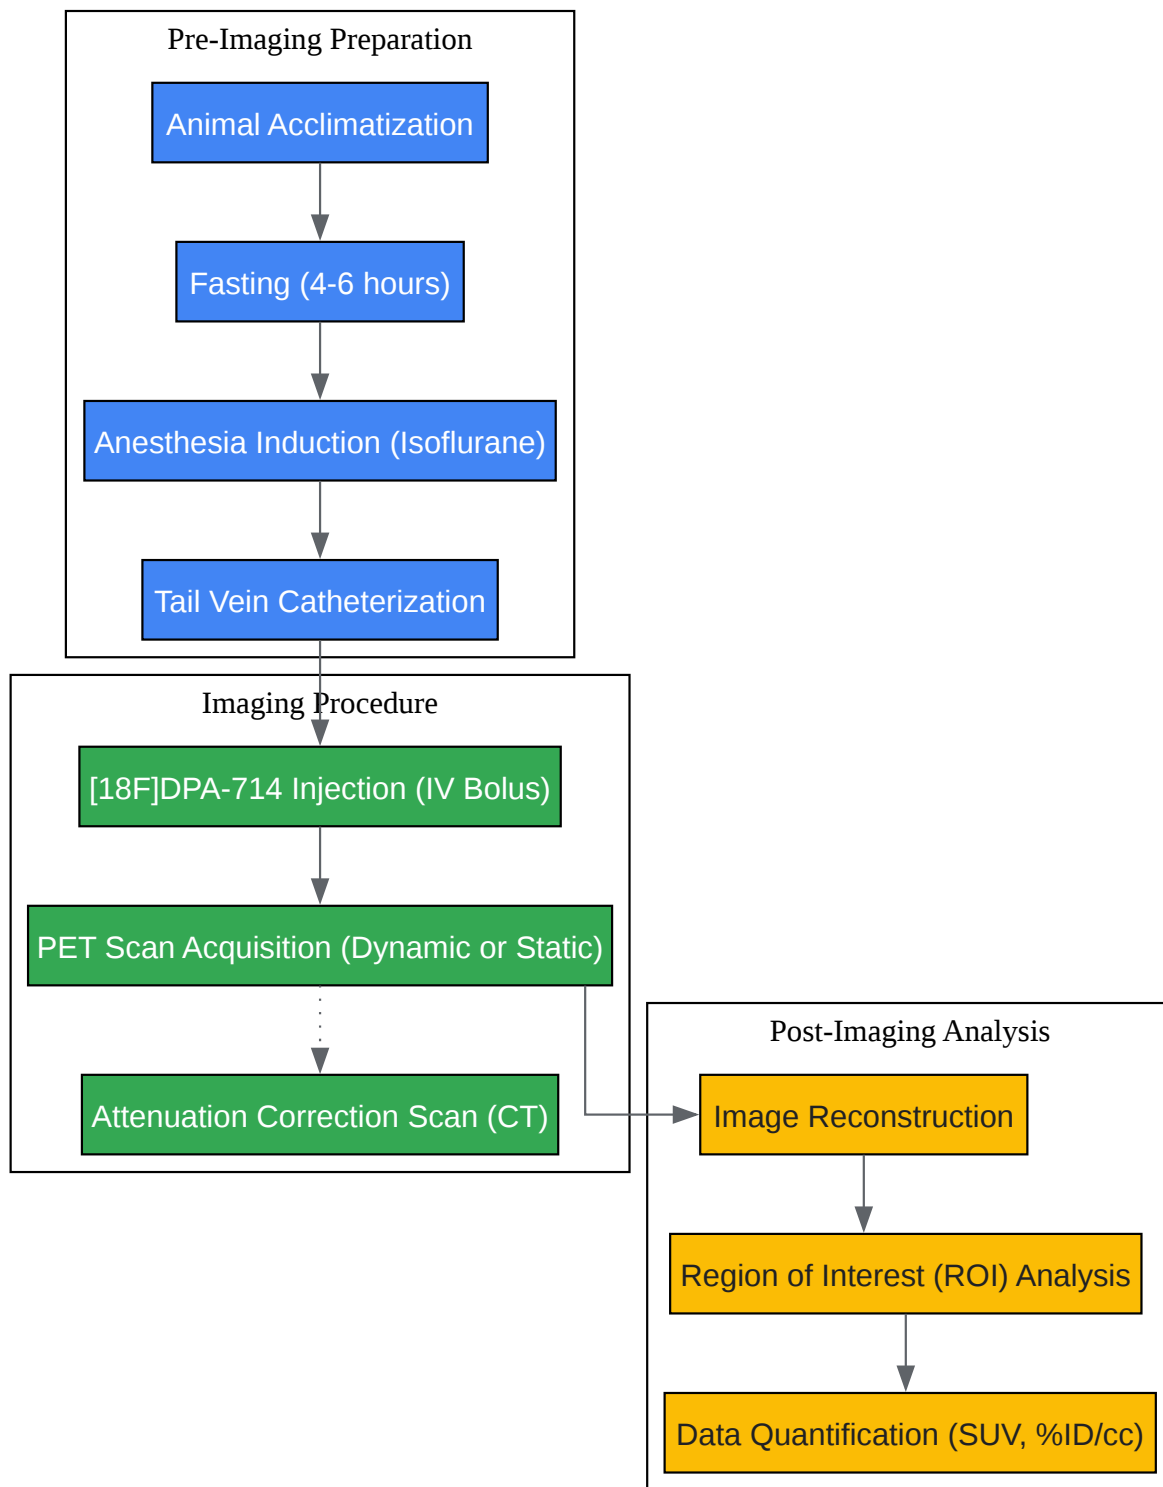 Pre-Imaging Preparation
Animal Acclimatization
Fasting (4-6 hours)
Anesthesia Induction (Isoflurane)
Tail Vein Catheterization
Imaging Procedure
[18F]DPA-714 Injection (IV Bolus)
PET Scan Acquisition (Dynamic or Static)
Attenuation Correction Scan (CT)
Post-Imaging Analysis
Image Reconstruction
Region of Interest (ROI) Analysis
Data Quantification (SUV, %ID/cc)